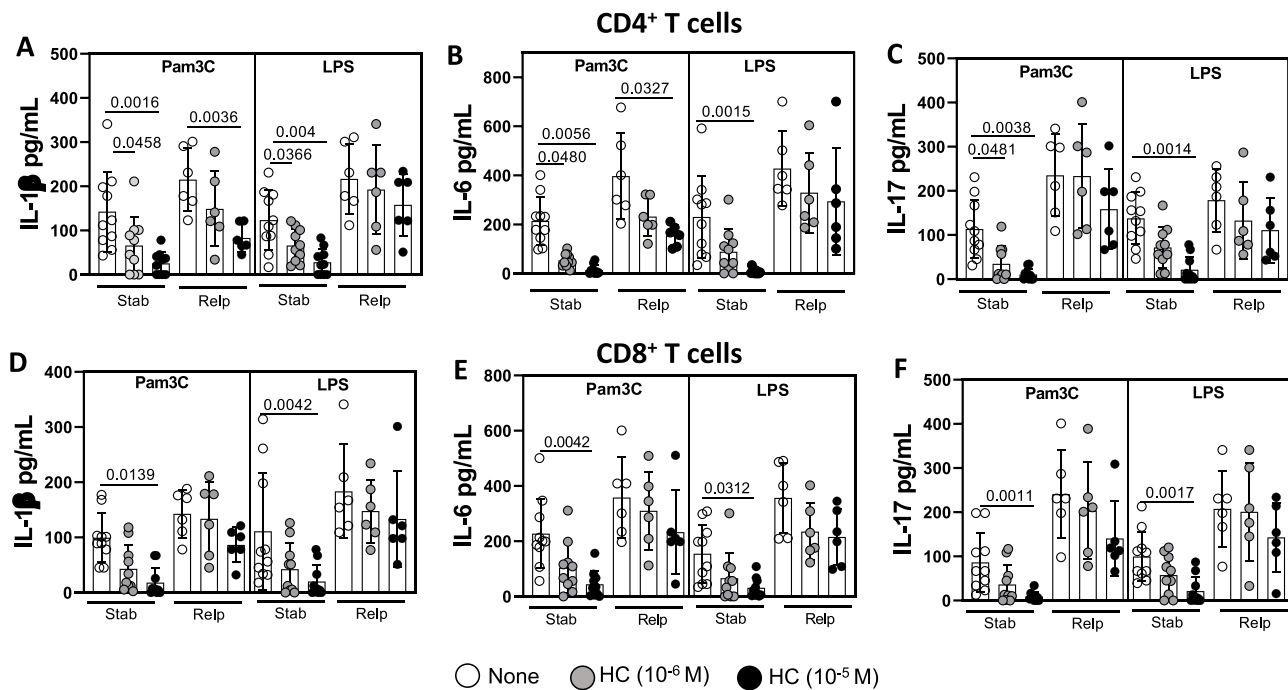 CD4⁺ T cells
A
IL-1β pg/mL
500
400
300
200
100
0
Pam3C
LPS
0.0016
0.0458
0.0036
0.004
0.0366
Stab
Relp
Stab
Relp
B
IL-6 pg/mL
800
600
400
200
0
Pam3C
LPS
0.0056
0.0480
0.0327
0.0015
Stab
Relp
Stab
Relp
C
IL-17 pg/mL
500
400
300
200
100
0
Pam3C
LPS
0.0038
0.0481
0.0014
Stab
Relp
Stab
Relp
CD8⁺ T cells
D
IL-1β pg/mL
400
300
200
100
0
Pam3C
LPS
0.0139
0.0042
Stab
Relp
Stab
Relp
E
IL-6 pg/mL
800
600
400
200
0
Pam3C
LPS
0.0042
0.0312
Stab
Relp
Stab
Relp
F
IL-17 pg/mL
500
400
300
200
100
0
Pam3C
LPS
0.0011
0.0017
Stab
Relp
Stab
Relp
None HC (10⁻⁶ M) HC (10⁻⁵ M)